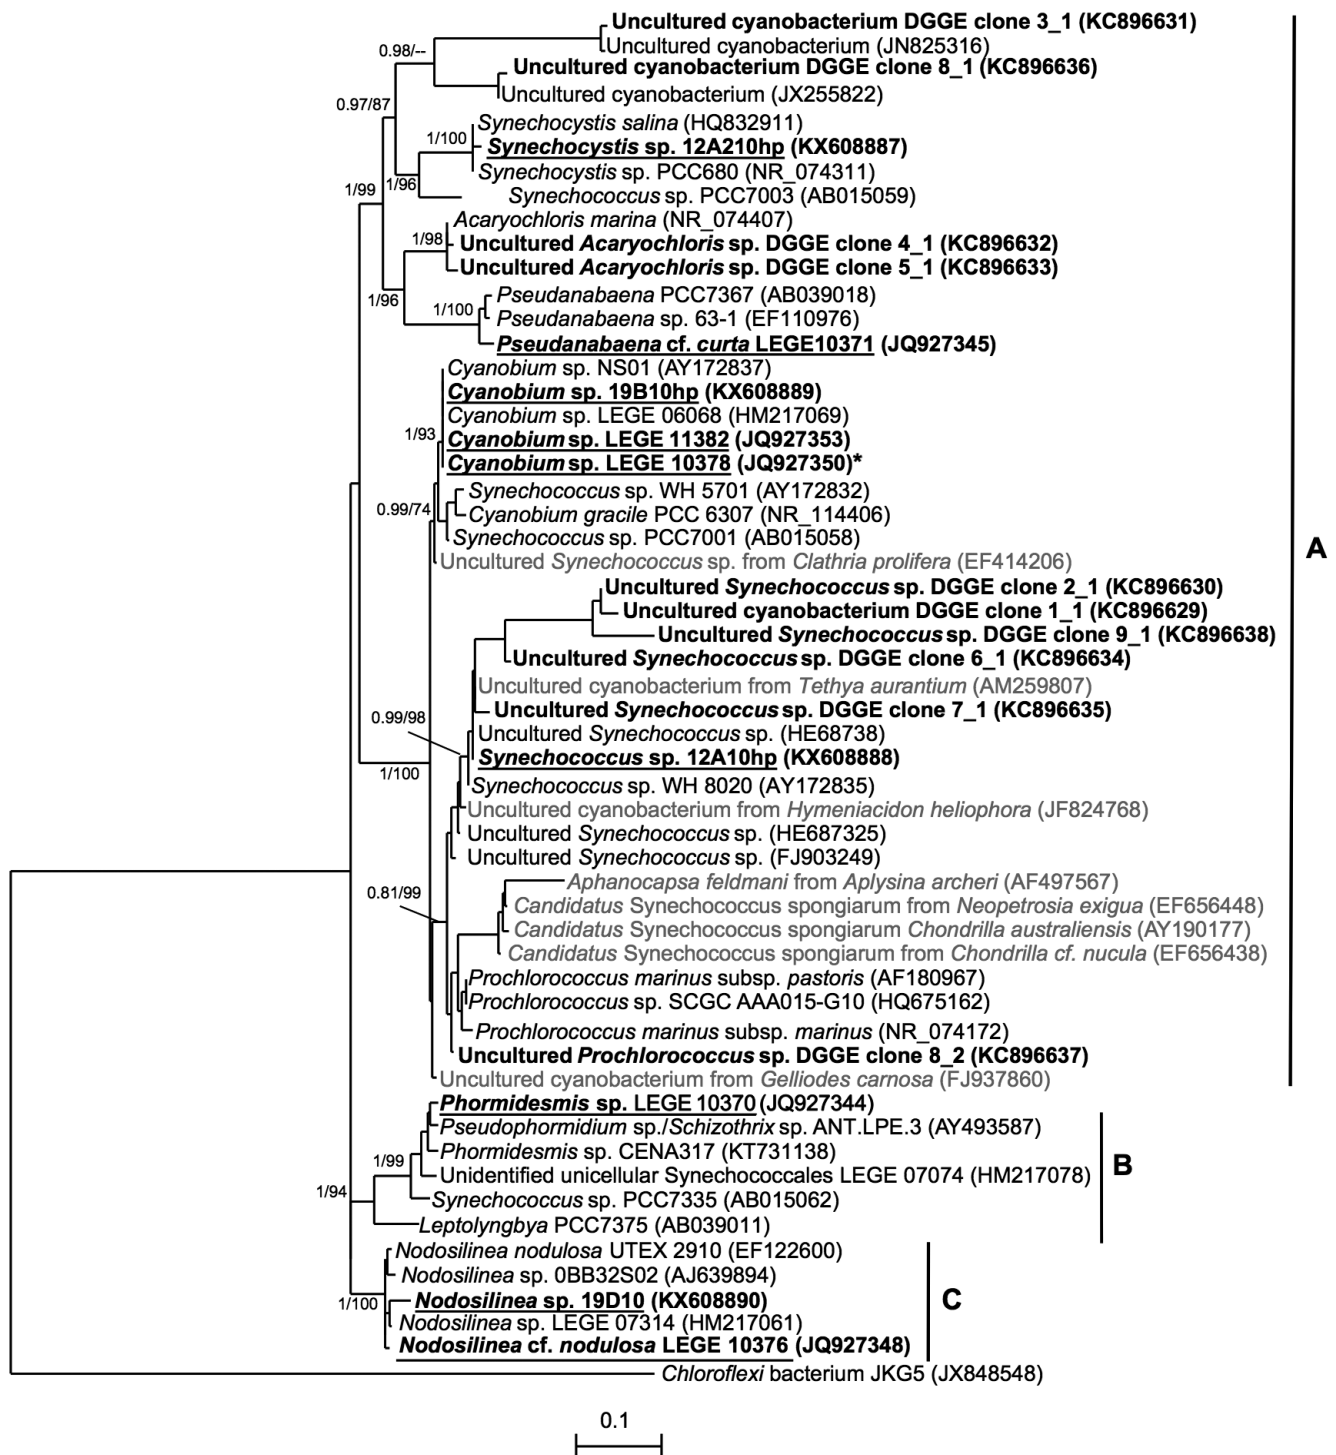 Uncultured cyanobacterium DGGE clone 3_1 (KC896631)
Uncultured cyanobacterium (JN825316)
0.98/--
Uncultured cyanobacterium DGGE clone 8_1 (KC896636)
Uncultured cyanobacterium (JX255822)
0.97/87
Synechocystis salina (HQ832911)
1/100
Synechocystis sp. 12A210hp (KX608887)
Synechocystis sp. PCC680 (NR_074311)
1/99
1/96
Synechococcus sp. PCC7003 (AB015059)
Acaryochloris marina (NR_074407)
1/98
Uncultured Acaryochloris sp. DGGE clone 4_1 (KC896632)
Uncultured Acaryochloris sp. DGGE clone 5_1 (KC896633)
1/96
Pseudanabaena PCC7367 (AB039018)
1/100
Pseudanabaena sp. 63-1 (EF110976)
Pseudanabaena cf. curta LEGE10371 (JQ927345)
Cyanobium sp. NS01 (AY172837)
Cyanobium sp. 19B10hp (KX608889)
Cyanobium sp. LEGE 06068 (HM217069)
1/93
Cyanobium sp. LEGE 11382 (JQ927353)
Cyanobium sp. LEGE 10378 (JQ927350)*
Synechococcus sp. WH 5701 (AY172832)
0.99/74
Cyanobium gracile PCC 6307 (NR_114406)
Synechococcus sp. PCC7001 (AB015058)
A
Uncultured Synechococcus sp. from Clathria prolifera (EF414206)
Uncultured Synechococcus sp. DGGE clone 2_1 (KC896630)
Uncultured cyanobacterium DGGE clone 1_1 (KC896629)
Uncultured Synechococcus sp. DGGE clone 9_1 (KC896638)
Uncultured Synechococcus sp. DGGE clone 6_1 (KC896634)
Uncultured cyanobacterium from Tethya aurantium (AM259807)
Uncultured Synechococcus sp. DGGE clone 7_1 (KC896635)
0.99/98
Uncultured Synechococcus sp. (HE68738)
Synechococcus sp. 12A10hp (KX608888)
1/100
Synechococcus sp. WH 8020 (AY172835)
Uncultured cyanobacterium from Hymeniacidon heliophora (JF824768)
Uncultured Synechococcus sp. (HE687325)
Uncultured Synechococcus sp. (FJ903249)
Aphanocapsa feldmani from Aplysina archeri (AF497567)
0.81/99
Candidatus Synechococcus spongiarum from Neopetrosia exigua (EF656448)
Candidatus Synechococcus spongiarum Chondrilla australiensis (AY190177)
Candidatus Synechococcus spongiarum from Chondrilla cf. nucula (EF656438)
Prochlorococcus marinus subsp. pastoris (AF180967)
Prochlorococcus sp. SCGC AAA015-G10 (HQ675162)
Prochlorococcus marinus subsp. marinus (NR_074172)
Uncultured Prochlorococcus sp. DGGE clone 8_2 (KC896637)
Uncultured cyanobacterium from Gelliodes carnosa (FJ937860)
Phormidesmis sp. LEGE 10370 (JQ927344)
Pseudophormidium sp./Schizothrix sp. ANT.LPE.3 (AY493587)
Phormidesmis sp. CENA317 (KT731138)
1/99
B
Unidentified unicellular Synechococcales LEGE 07074 (HM217078)
1/94
Synechococcus sp. PCC7335 (AB015062)
Leptolyngbya PCC7375 (AB039011)
Nodosilinea nodulosa UTEX 2910 (EF122600)
Nodosilinea sp. 0BB32S02 (AJ639894)
1/100
Nodosilinea sp. 19D10 (KX608890)
C
Nodosilinea sp. LEGE 07314 (HM217061)
Nodosilinea cf. nodulosa LEGE 10376 (JQ927348)
Chloroflexi bacterium JKG5 (JX848548)
0.1